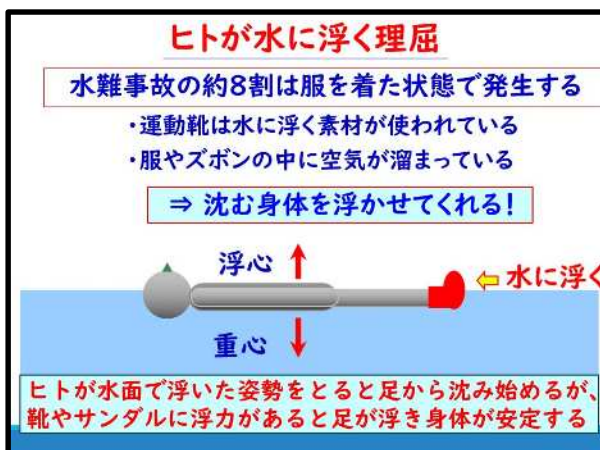 ヒトが水に浮く理屈
水難事故の約8割は服を着た状態で発生する
・運動靴は水に浮く素材が使われている
・服やズボンの中に空気が溜まっている
⇒ 沈む身体を浮かせてくれる！
浮心
⇦ 水に浮く
重心
ヒトが水面で浮いた姿勢をとると足から沈み始めるが、
靴やサンダルに浮力があると足が浮き身体が安定する